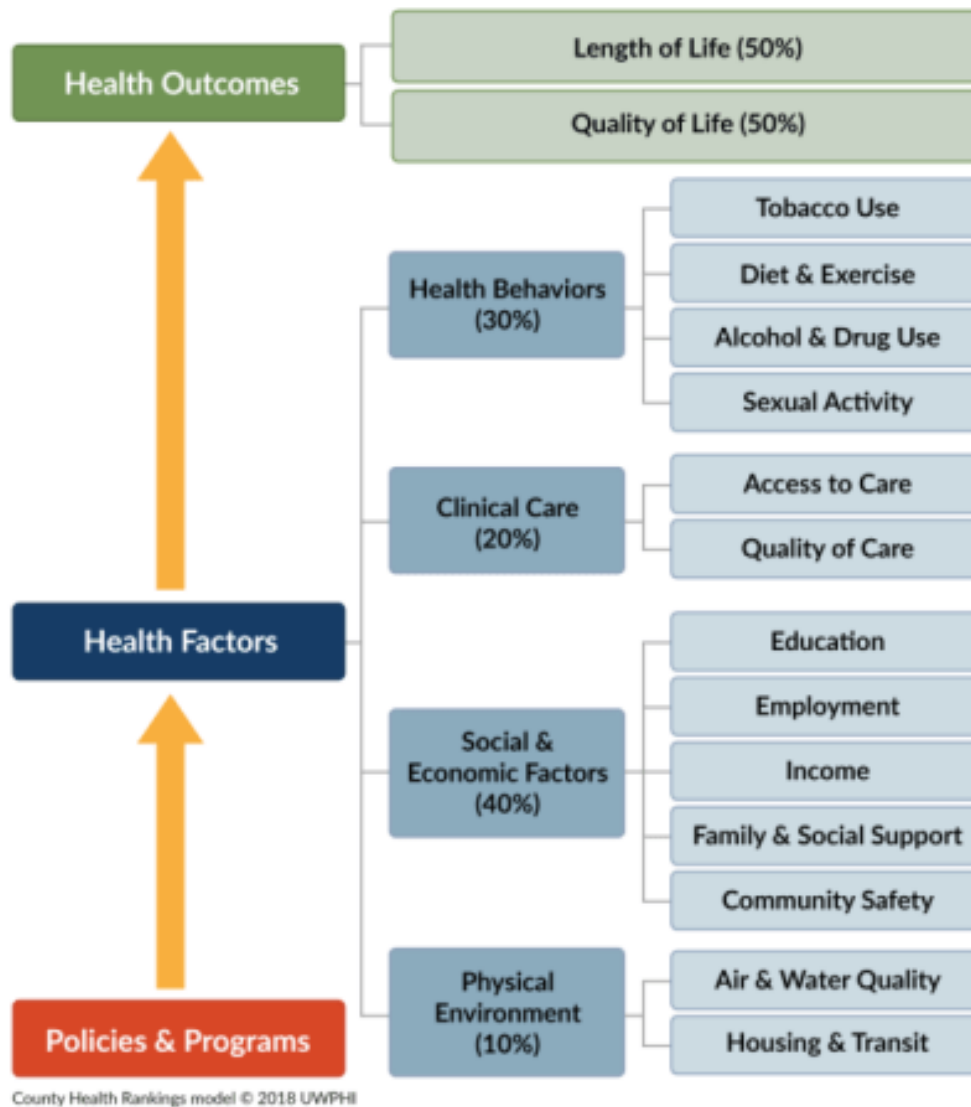 Health Outcomes
Length of Life (50%)
Quality of Life (50%)
Health Factors
Health Behaviors
(30%)
Tobacco Use
Diet & Exercise
Alcohol & Drug Use
Sexual Activity
Clinical Care
(20%)
Access to Care
Quality of Care
Social &
Economic Factors
(40%)
Education
Employment
Income
Family & Social Support
Community Safety
Physical
Environment
(10%)
Air & Water Quality
Housing & Transit
Policies & Programs
County Health Rankings model © 2018 UWPHI